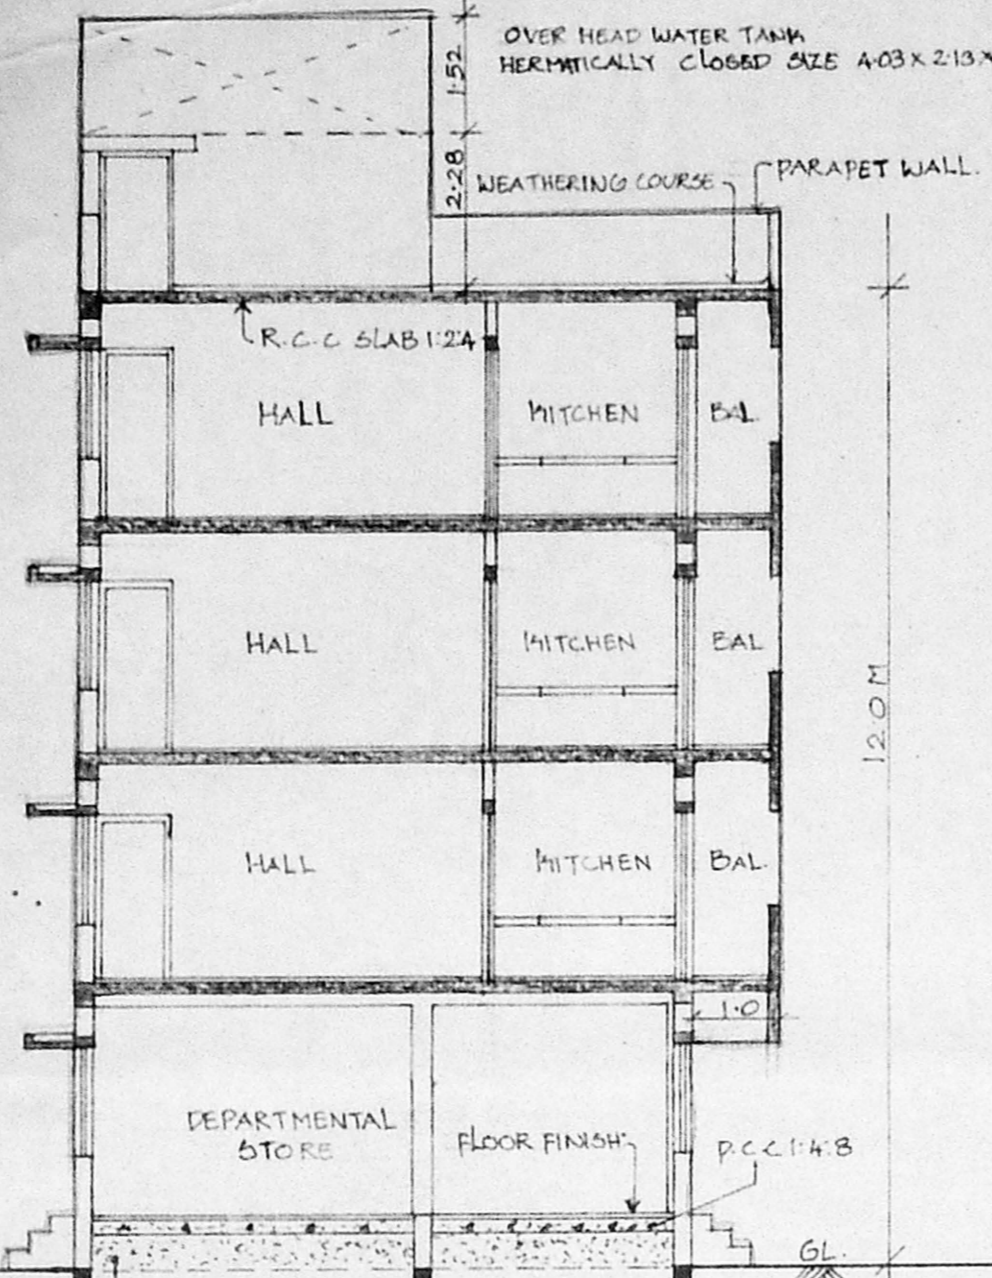 OVER HEAD WATER TANK
HERMATICALLY CLOSED SIZE 4.03 x 2.13 x
1.52
2.28
WEATHERING COURSE
PARAPET WALL.
R.C.C SLAB 1:2:4
HALL
KITCHEN
BAL.
HALL
KITCHEN
BAL
12.0 M
HALL
KITCHEN
BAL.
1.0
DEPARTMENTAL
STORE
FLOOR FINISH
P.C.C 1:4:8
GL.